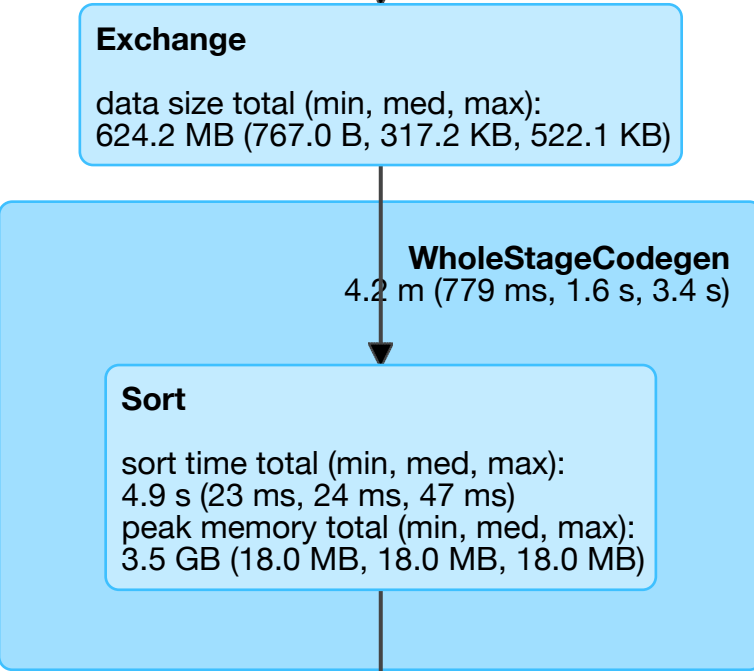 Exchange
data size total (min, med, max):
624.2 MB (767.0 B, 317.2 KB, 522.1 KB)
WholeStageCodegen
4.2 m (779 ms, 1.6 s, 3.4 s)
Sort
sort time total (min, med, max):
4.9 s (23 ms, 24 ms, 47 ms)
peak memory total (min, med, max):
3.5 GB (18.0 MB, 18.0 MB, 18.0 MB)